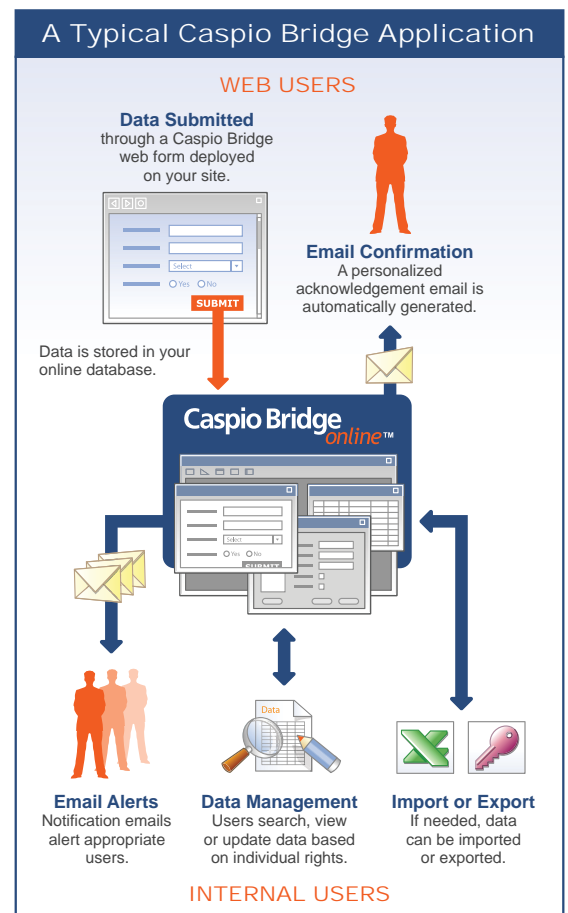 A Typical Caspio Bridge Application
WEB USERS
Data Submitted
through a Caspio Bridge
web form deployed
on your site.
Select
Yes No
SUBMIT
Email Confirmation
A personalized
acknowledgement email is
automatically generated.
Data is stored in your
online database.
Caspio Bridge
online™
Select
Yes No
SUBMIT
Data
Email Alerts
Notification emails
alert appropriate
users.
Data Management
Users search, view
or update data based
on individual rights.
Import or Export
If needed, data
can be imported
or exported.
INTERNAL USERS